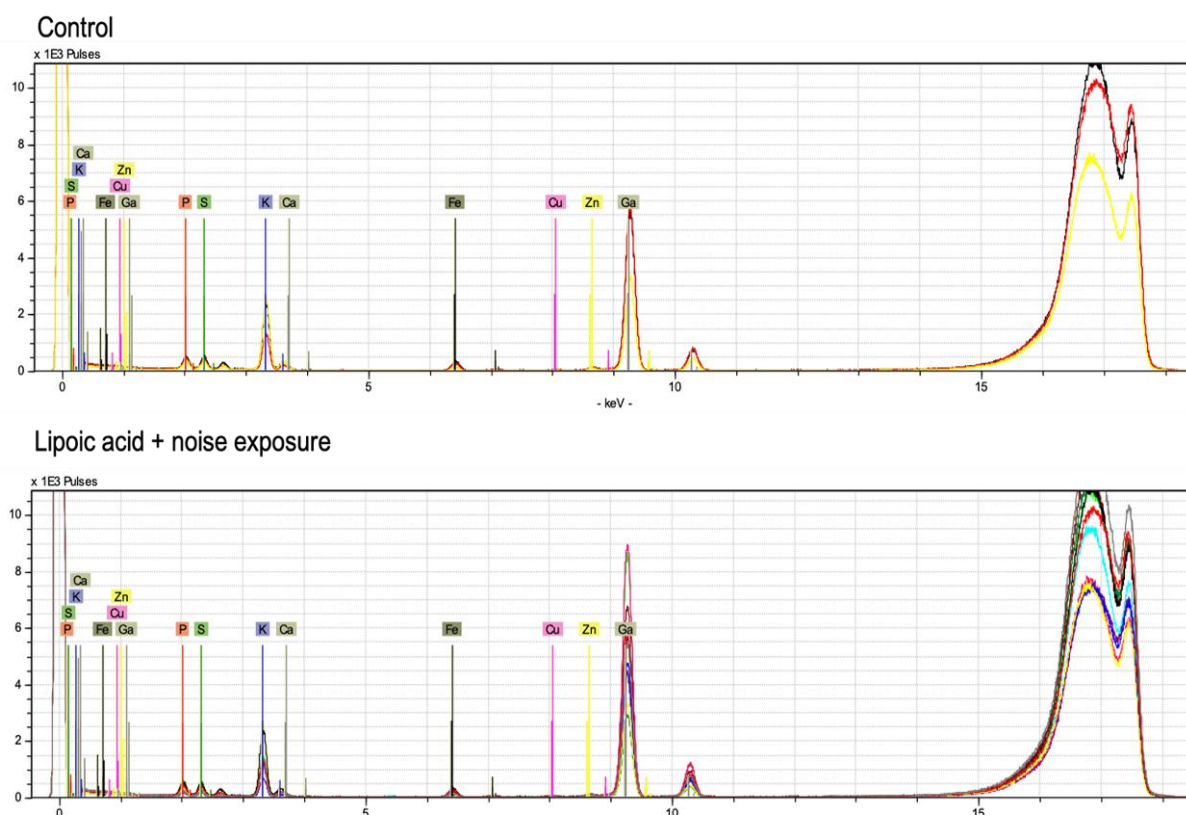 Control
x 1E3 Pulses
10
8
Ca
K Zn
S Cu
P Fe Ga P S K Ca Fe Cu Zn Ga
6
4
2
0
0 5 10 15
- keV -
Lipoic acid + noise exposure
x 1E3 Pulses
10
8
Ca
K Zn
S Cu
P Fe Ga P S K Ca Fe Cu Zn Ga
6
4
2
0
0 5 10 15